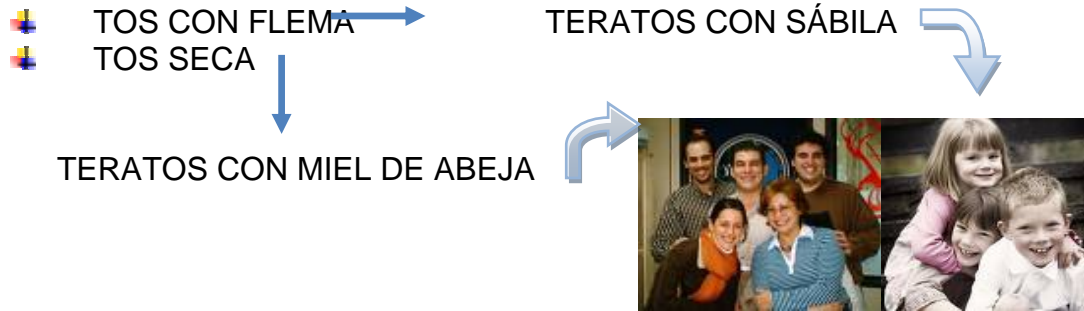 TOS CON FLEMA
TERATOS CON SÁBILA
TOS SECA
TERATOS CON MIEL DE ABEJA